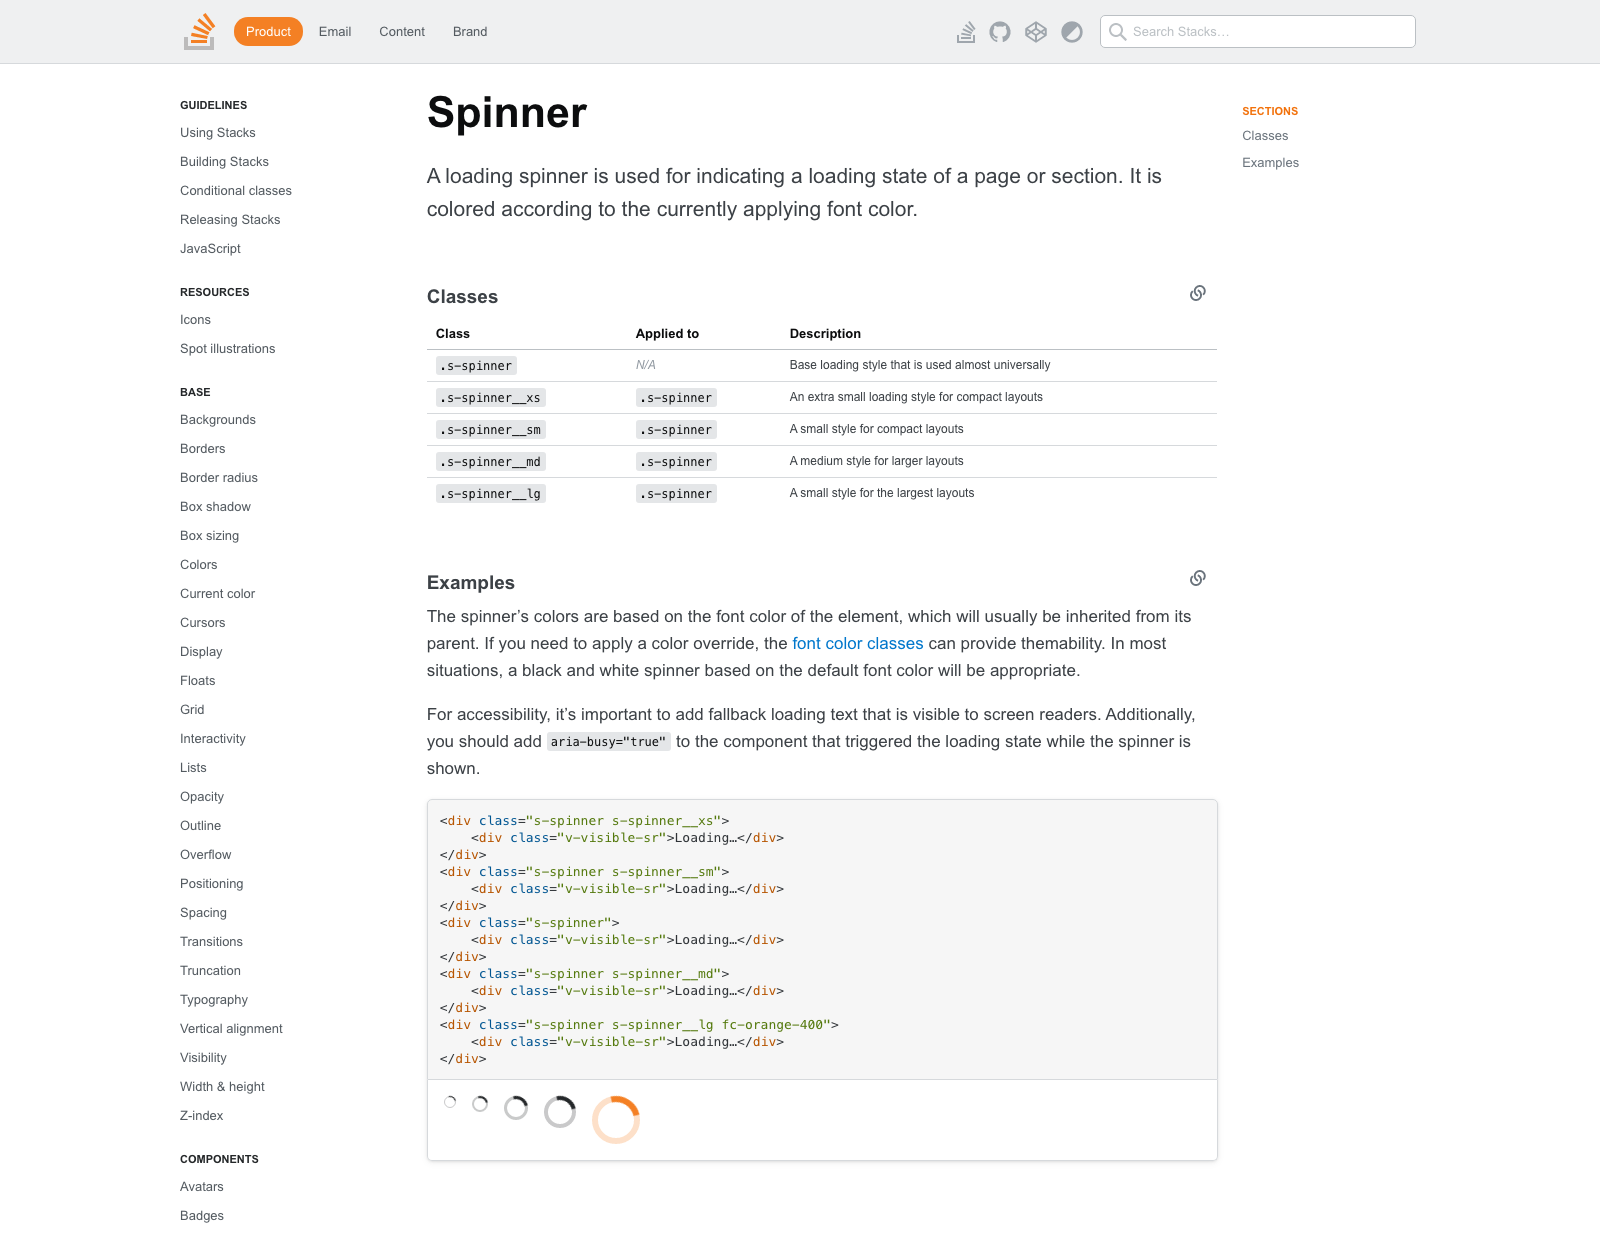 Product
Email
Content
Brand
Search Stacks…
GUIDELINES
Using Stacks
Building Stacks
Conditional classes
Releasing Stacks
JavaScript
RESOURCES
Icons
Spot illustrations
BASE
Backgrounds
Borders
Border radius
Box shadow
Box sizing
Colors
Current color
Cursors
Display
Floats
Grid
Interactivity
Lists
Opacity
Outline
Overflow
Positioning
Spacing
Transitions
Truncation
Typography
Vertical alignment
Visibility
Width & height
Z-index
COMPONENTS
Avatars
Badges
Spinner
A loading spinner is used for indicating a loading state of a page or section. It is
colored according to the currently applying font color.
Classes
Class Applied to Description
.s-spinner N/A Base loading style that is used almost universally
.s-spinner__xs .s-spinner An extra small loading style for compact layouts
.s-spinner__sm .s-spinner A small style for compact layouts
.s-spinner__md .s-spinner A medium style for larger layouts
.s-spinner__lg .s-spinner A small style for the largest layouts
Examples
The spinner’s colors are based on the font color of the element, which will usually be inherited from its
parent. If you need to apply a color override, the font color classes can provide themability. In most
situations, a black and white spinner based on the default font color will be appropriate.
For accessibility, it’s important to add fallback loading text that is visible to screen readers. Additionally,
you should add aria-busy="true" to the component that triggered the loading state while the spinner is
shown.
<div class="s-spinner s-spinner__xs">
    <div class="v-visible-sr">Loading…</div>
</div>
<div class="s-spinner s-spinner__sm">
    <div class="v-visible-sr">Loading…</div>
</div>
<div class="s-spinner">
    <div class="v-visible-sr">Loading…</div>
</div>
<div class="s-spinner s-spinner__md">
    <div class="v-visible-sr">Loading…</div>
</div>
<div class="s-spinner s-spinner__lg fc-orange-400">
    <div class="v-visible-sr">Loading…</div>
</div>
SECTIONS
Classes
Examples